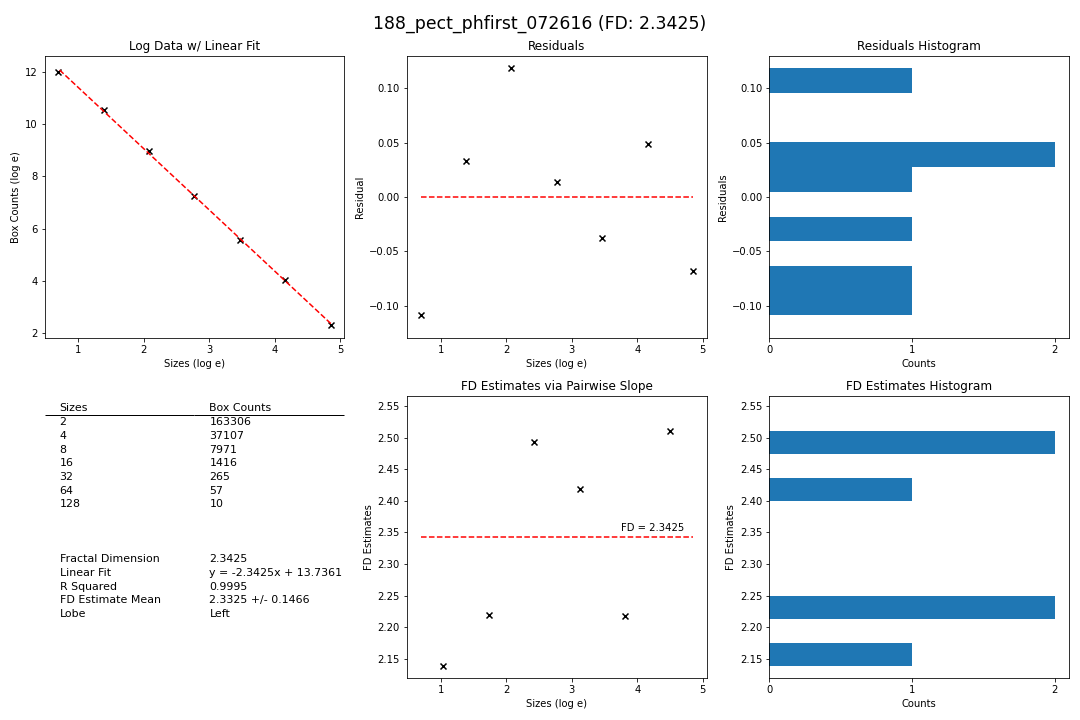 188_pect_phfirst_072616 (FD: 2.3425)
Log Data w/ Linear Fit
12
10
8
6
4
2
Box Counts (log e)
1 2 3 4 5
Sizes (log e)
Residuals
0.10
0.05
0.00
−0.05
−0.10
Residual
1 2 3 4 5
Sizes (log e)
Residuals Histogram
0.10
0.05
0.00
−0.05
−0.10
Residuals
0 1 2
Counts
Sizes Box Counts
2 163306
4 37107
8 7971
16 1416
32 265
64 57
128 10
Fractal Dimension 2.3425
Linear Fit y = -2.3425x + 13.7361
R Squared 0.9995
FD Estimate Mean 2.3325 +/- 0.1466
Lobe Left
FD Estimates via Pairwise Slope
2.55
2.50
2.45
2.40
2.35
2.30
2.25
2.20
2.15
FD Estimates
FD = 2.3425
1 2 3 4 5
Sizes (log e)
FD Estimates Histogram
2.55
2.50
2.45
2.40
2.35
2.30
2.25
2.20
2.15
FD Estimates
0 1 2
Counts